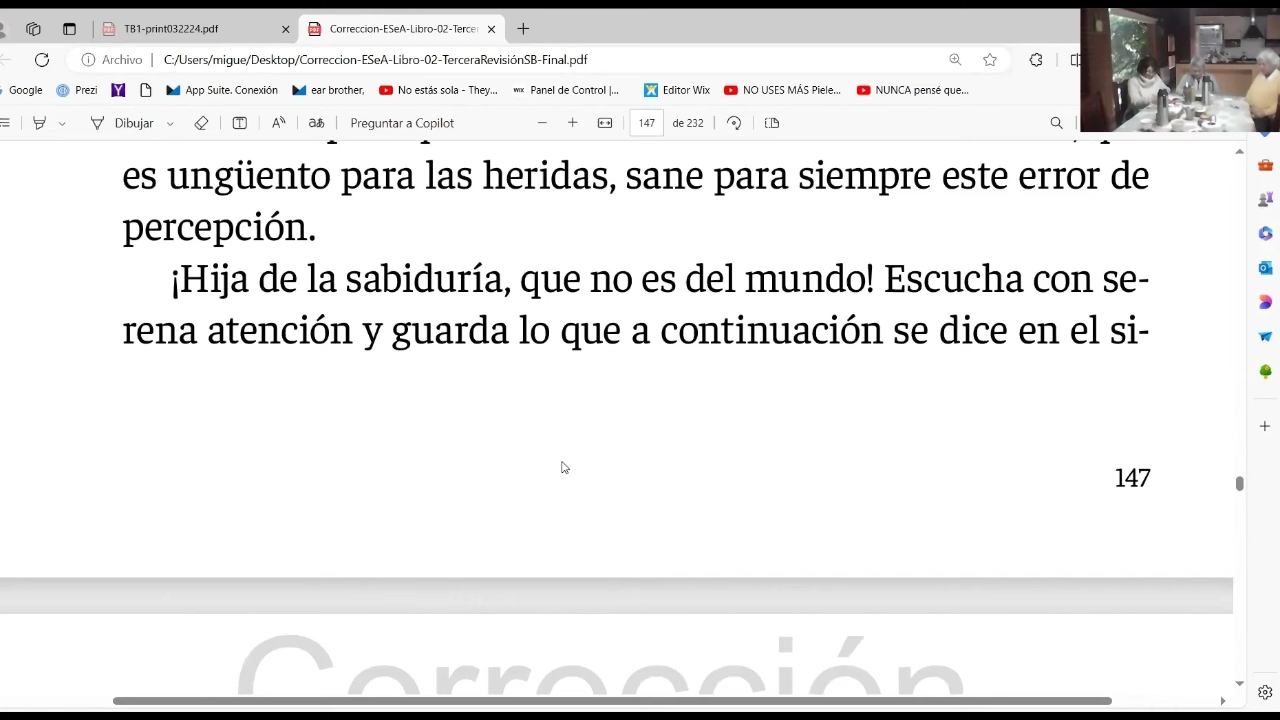 TB1-print032224.pdf
Correccion-ESeA-Libro-02-Tercer
Archivo
C:/Users/migue/Desktop/Correccion-ESeA-Libro-02-TerceraRevisiónSB-Final.pdf
Google
Prezi
App Suite. Conexión
ear brother,
No estás sola - They...
WIX Panel de Control |...
Editor Wix
NO USES MÁS Piele...
NUNCA pensé que...
Dibujar
Preguntar a Copilot
147
de 232
es ungüento para las heridas, sane para siempre este error de
percepción.
¡Hija de la sabiduría, que no es del mundo! Escucha con se-
rena atención y guarda lo que a continuación se dice en el si-
147
Corrección